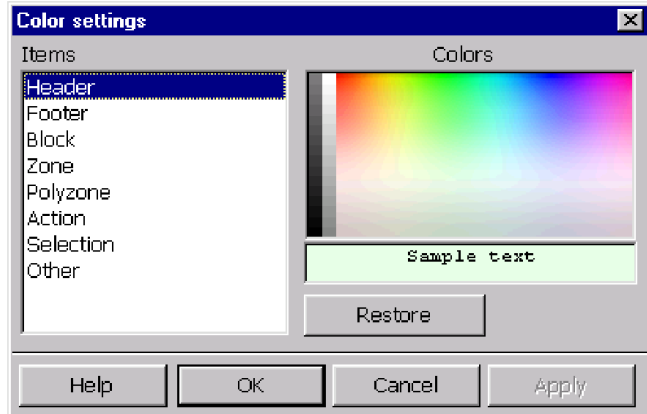 Color settings
Items
Colors
Header
Footer
Block
Zone
Polyzone
Action
Selection
Other
Sample text
Restore
Help
OK
Cancel
Apply